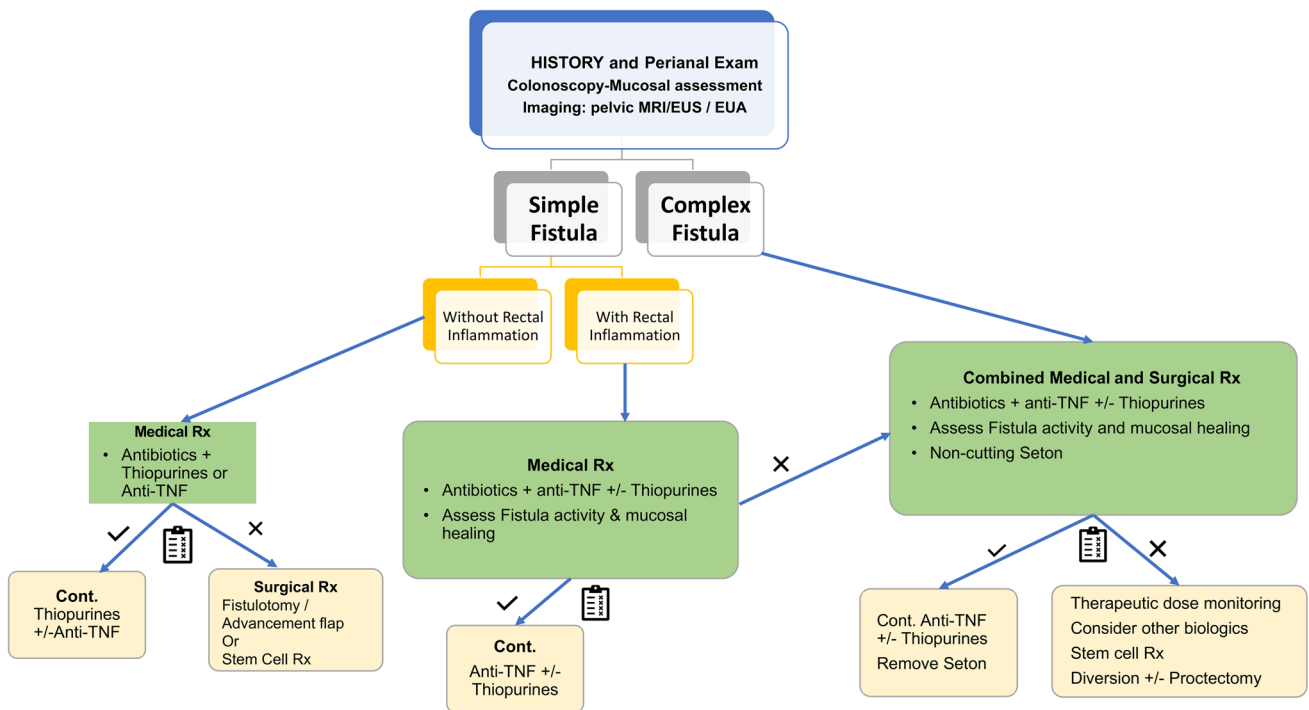 HISTORY and Perianal Exam
Colonoscopy-Mucosal assessment
Imaging: pelvic MRI/EUS / EUA
Simple
Fistula
Complex
Fistula
Without Rectal
Inflammation
With Rectal
Inflammation
Medical Rx
• Antibiotics +
Thiopurines or
Anti-TNF
Cont.
Thiopurines
+/-Anti-TNF
Surgical Rx
Fistulotomy /
Advancement flap
Or
Stem Cell Rx
Medical Rx
• Antibiotics + anti-TNF +/- Thiopurines
• Assess Fistula activity & mucosal
healing
Cont.
Anti-TNF +/-
Thiopurines
Combined Medical and Surgical Rx
• Antibiotics + anti-TNF +/- Thiopurines
• Assess Fistula activity and mucosal healing
• Non-cutting Seton
Cont. Anti-TNF
+/- Thiopurines
Remove Seton
Therapeutic dose monitoring
Consider other biologics
Stem cell Rx
Diversion +/- Proctectomy